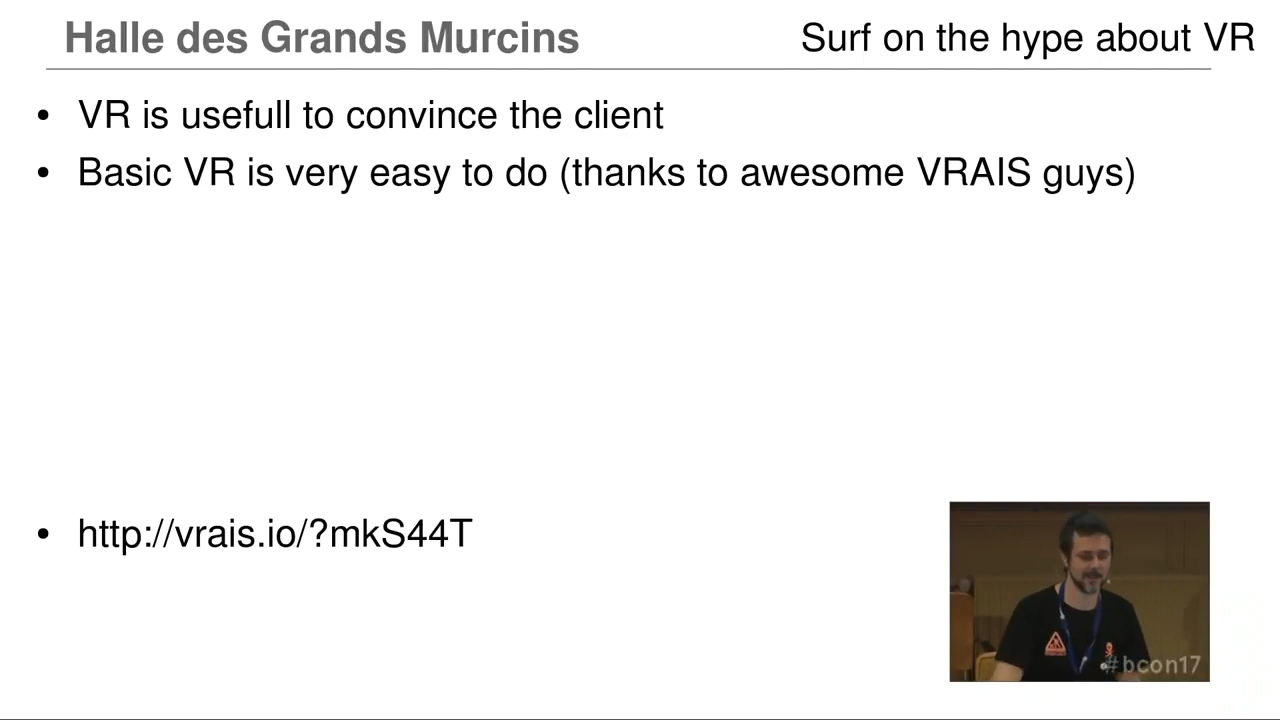 Halle des Grands Murcins
Surf on the hype about VR
• VR is usefull to convince the client
• Basic VR is very easy to do (thanks to awesome VRAIS guys)
• http://vrais.io/?mkS44T
#bcon17